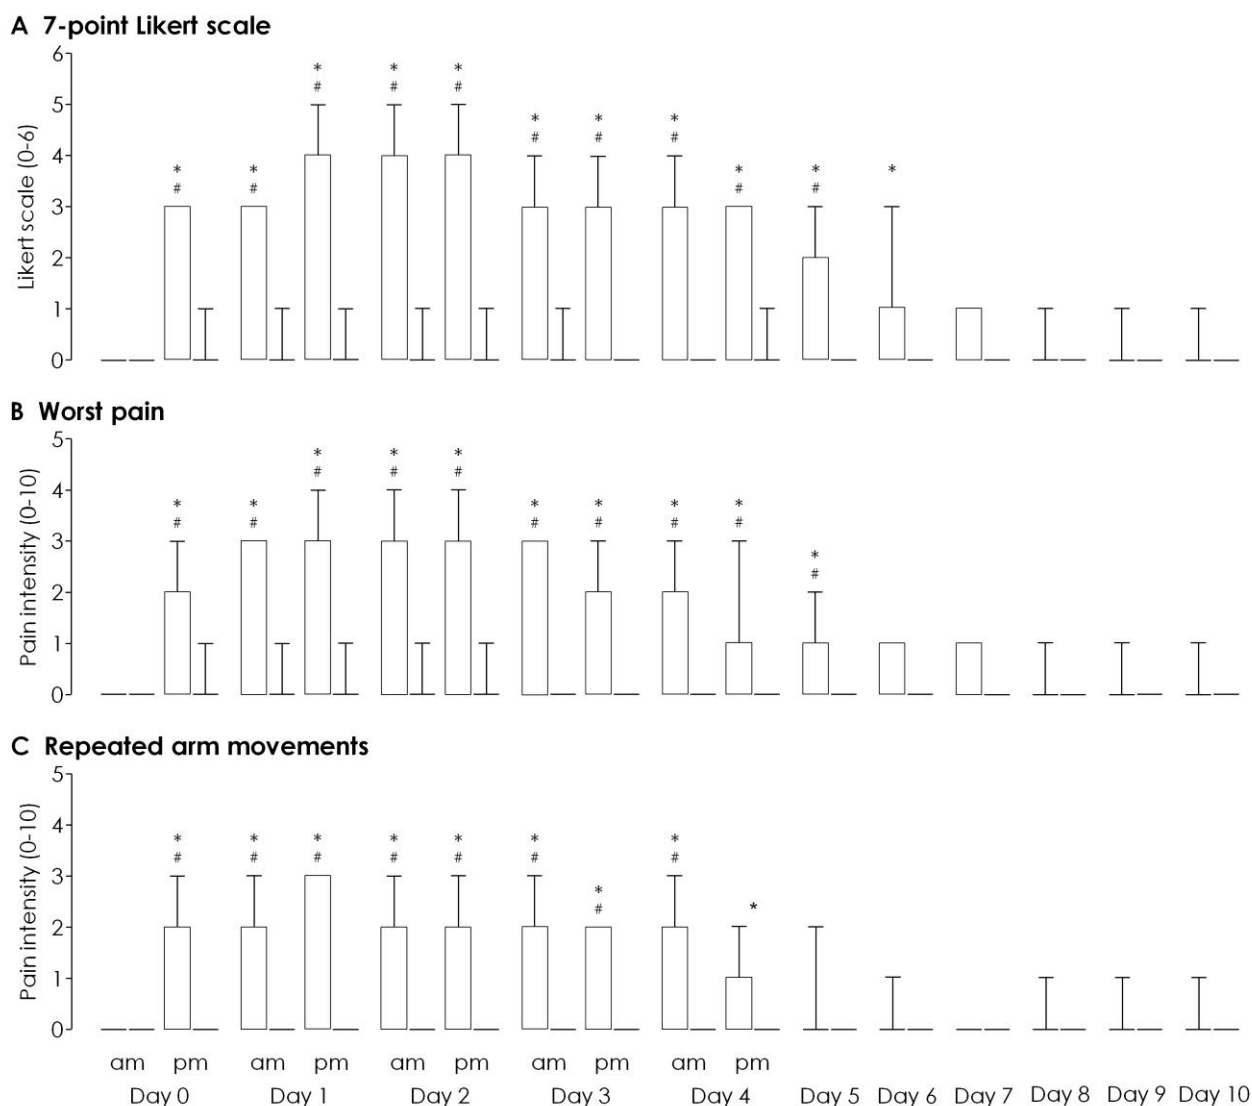 A 7-point Likert scale
6
* * *
# # #
5
* * *
# # #
4
* * * * *
# # # #
3
2
1
0
Likert scale (0-6)
B Worst pain
5
* * *
# # #
4
* * * * * *
# # # # # #
3
*
#
2
1
0
Pain intensity (0-10)
C Repeated arm movements
5
4
* * * * * * *
# # # # # # #
3
*
#
*
2
1
0
Pain intensity (0-10)
am pm am pm am pm am pm am pm
Day 0 Day 1 Day 2 Day 3 Day 4 Day 5 Day 6 Day 7 Day 8 Day 9 Day 10